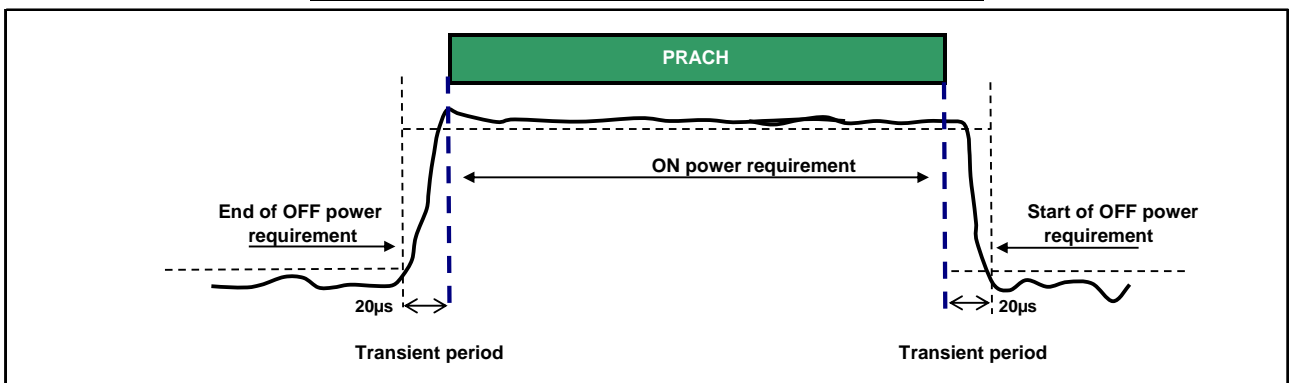 PRACH
ON power requirement
End of OFF power
requirement
Start of OFF power
requirement
20µs
20µs
Transient period
Transient period